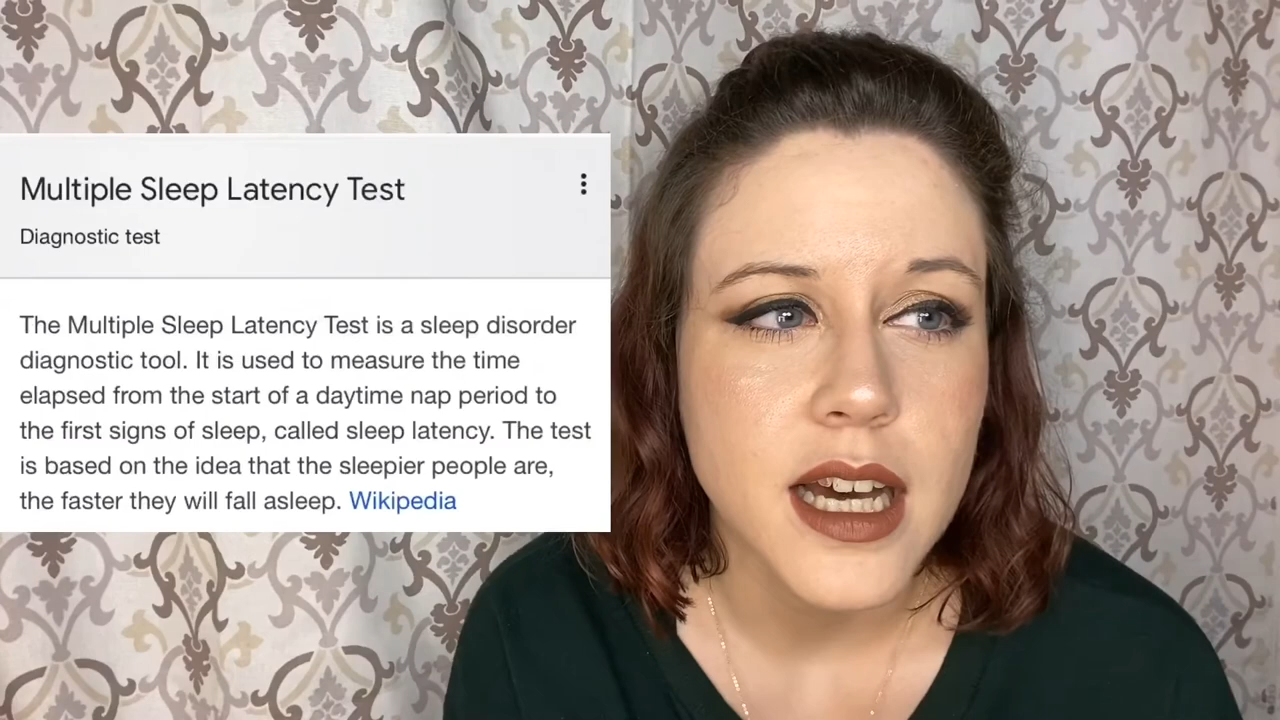 Multiple Sleep Latency Test
Diagnostic test
The Multiple Sleep Latency Test is a sleep disorder
diagnostic tool. It is used to measure the time
elapsed from the start of a daytime nap period to
the first signs of sleep, called sleep latency. The test
is based on the idea that the sleepier people are,
the faster they will fall asleep. Wikipedia